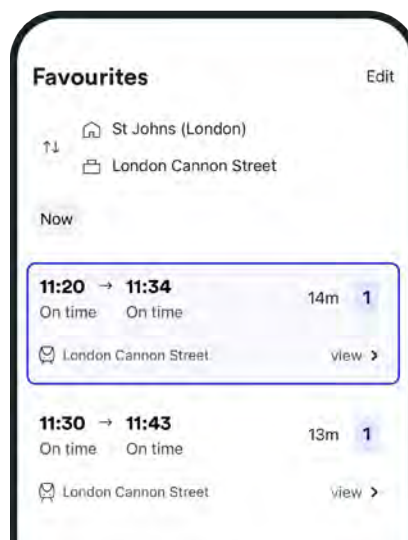 Favourites Edit
St Johns (London)
London Cannon Street
Now
11:20 → 11:34 14m 1
On time On time
London Cannon Street view >
11:30 → 11:43 13m 1
On time On time
London Cannon Street view >